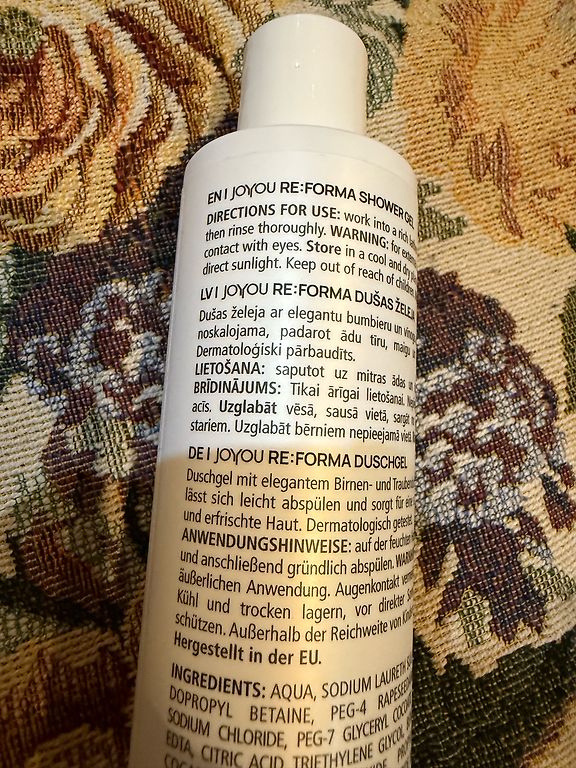 EN I JOYOU RE:FORMA SHOWER GEL
DIRECTIONS FOR USE: work into a rich
then rinse thoroughly. WARNING: for
contact with eyes. Store in a cool and dry
direct sunlight. Keep out of reach of
LV I JOYOU RE:FORMA DUŠAS ŽELEJA
Dušas želeja ar elegantu bumbieru un
noskalojama, padarot ādu tīru, maigu
Dermatoloģiski pārbaudīts.
LIETOŠANA: saputot uz mitras ādas un
BRĪDINĀJUMS: Tikai ārīgai lietošanai.
acīs. Uzglabāt vēsā, sausā vietā, sargāt
stariem. Uzglabāt bērniem nepieejamā vietā.
DE I JOYOU RE:FORMA DUSCHGEL
Duschgel mit elegantem Birnen- und
lässt sich leicht abspülen und sorgt für
und erfrischte Haut. Dermatologisch
ANWENDUNGSHINWEISE: auf der feuchten
und anschließend gründlich abspülen.
äußerlichen Anwendung. Augenkontakt
Kühl und trocken lagern, vor direkter
schützen. Außerhalb der Reichweite von
Hergestellt in der EU.
INGREDIENTS: AQUA, SODIUM LAURETH
DOPROPYL BETAINE, PEG-4
SODIUM CHLORIDE, PEG-7 GLYCERYL
EDTA, CITRIC ACID, TRIETHYLENE GLYCOL,